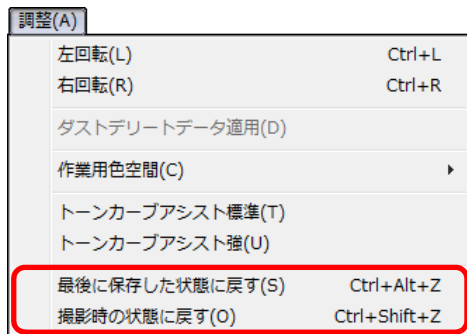 調整(A)
左回転(L) Ctrl+L
右回転(R) Ctrl+R
ダストデリートデータ適用(D)
作業用色空間(C)
トーンカーブアシスト標準(T)
トーンカーブアシスト強(U)
最後に保存した状態に戻す(S) Ctrl+Alt+Z
撮影時の状態に戻す(O) Ctrl+Shift+Z